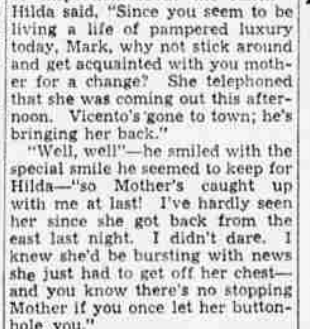 Hilda said, "Since you seem to be
living a life of pampered luxury
today, Mark, why not stick around
and get acquainted with you moth-
er for a change? She telephoned
that she was coming out this after-
noon. Vicento's gone to town; he's
bringing her back."
"Well, well"—he smiled with the
special smile he seemed to keep for
Hilda—"so Mother's caught up
with me at last! I've hardly seen
her since she got back from the
east last night. I didn't dare. I
knew she'd be bursting with news
she just had to get off her chest—
and you know there's no stopping
Mother if you once let her button-
hole you."